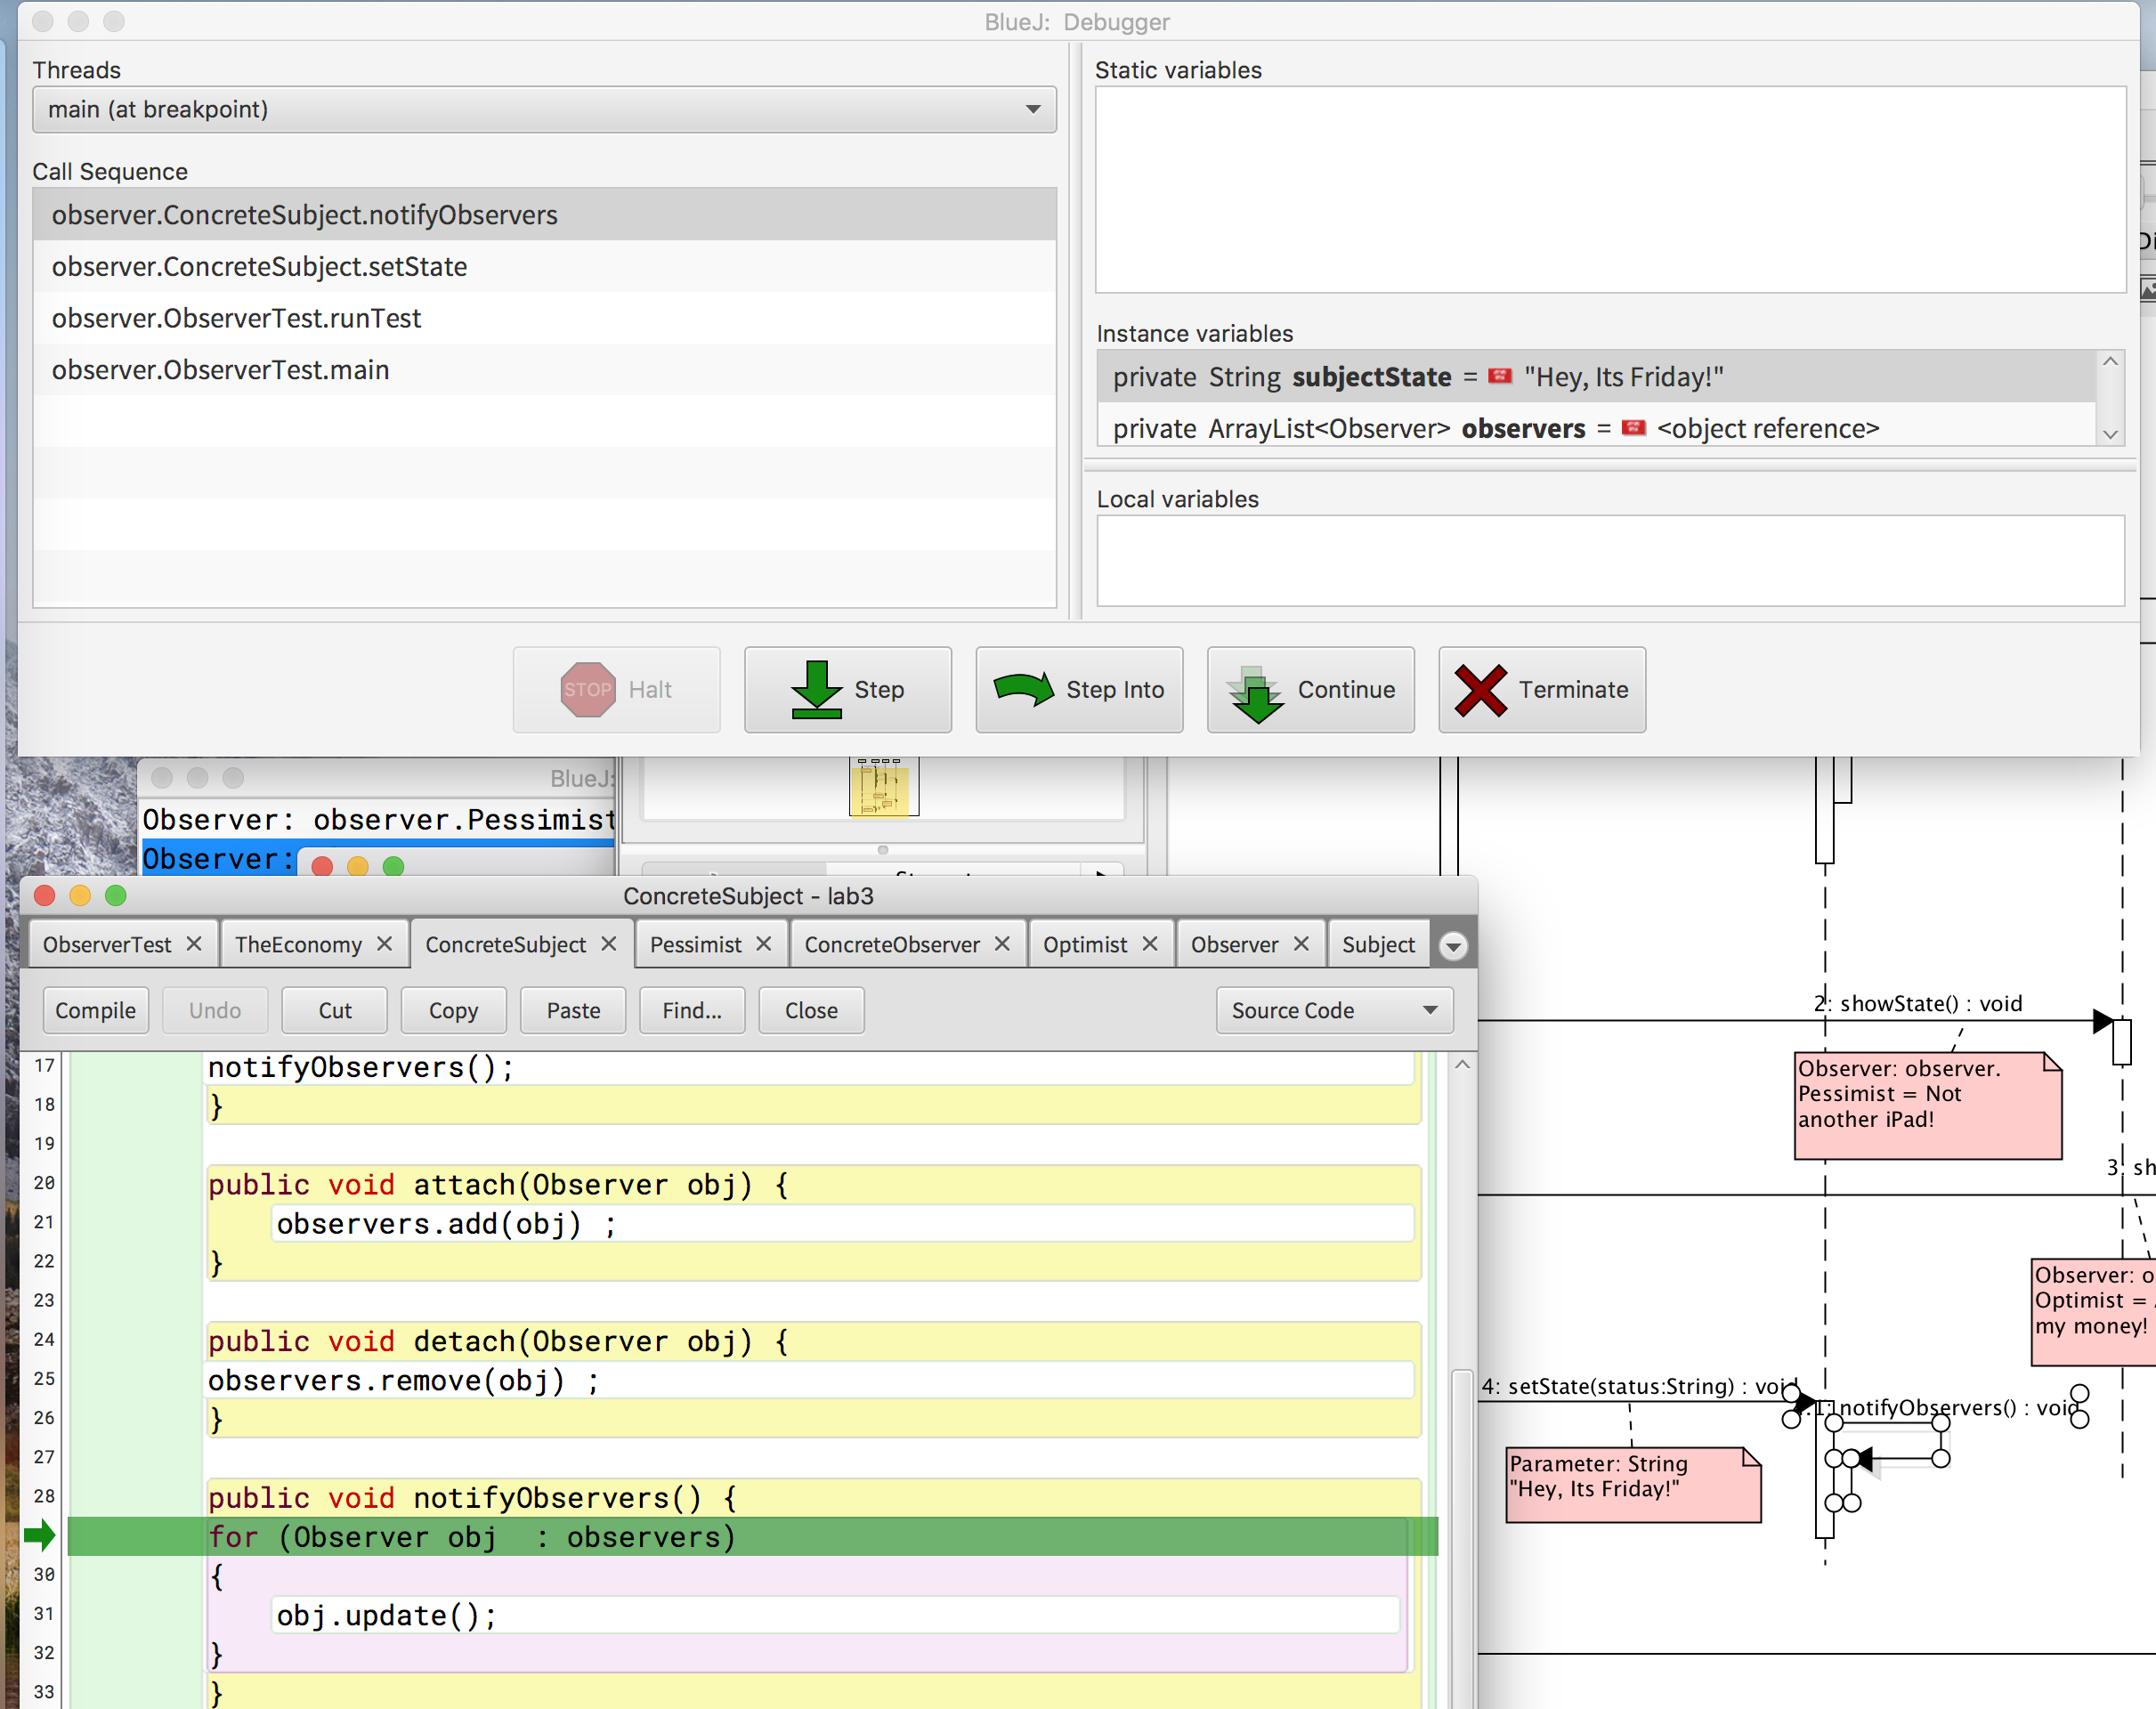 BlueJ: Debugger
Threads
main (at breakpoint)
Call Sequence
observer.ConcreteSubject.notifyObservers
observer.ConcreteSubject.setState
observer.ObserverTest.runTest
observer.ObserverTest.main
Static variables
Instance variables
private String subjectState = "Hey, Its Friday!"
private ArrayList<Observer> observers = <object reference>
Local variables
STOP Halt
Step
Step Into
Continue
Terminate
BlueJ:
Observer: observer.Pessimist
Observer:
ConcreteSubject - lab3
ObserverTest
TheEconomy
ConcreteSubject
Pessimist
ConcreteObserver
Optimist
Observer
Subject
Compile
Undo
Cut
Copy
Paste
Find...
Close
Source Code
17 notifyObservers();
18 }
19
20 public void attach(Observer obj) {
21 observers.add(obj) ;
22 }
23
24 public void detach(Observer obj) {
25 observers.remove(obj) ;
26 }
27
28 public void notifyObservers() {
for (Observer obj  : observers)
30 {
31 obj.update();
32 }
33 }
2: showState() : void
Observer: observer.
Pessimist = Not
another iPad!
3: sh
Observer: o
Optimist =
my money!
4: setState(status:String) : void
.1: notifyObservers() : void
Parameter: String
"Hey, Its Friday!"